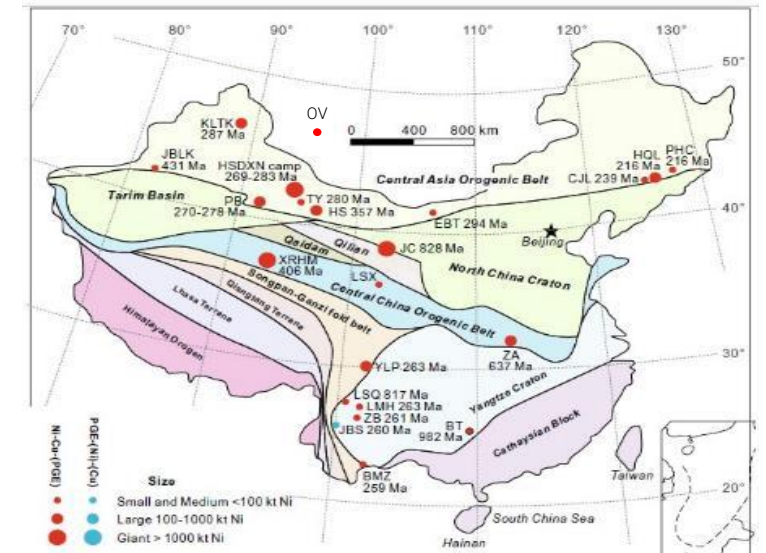 70° 80° 90° 100° 110° 120° 130°
50°
OV
KLTK
287 Ma
0 400 800 km
JBLK
431 Ma
HSDXN camp
269-283 Ma
Central Asia Orogenic Belt
HQL
216 Ma
PHC
216 Ma
CJL 239 Ma
Tarim Basin
PB
270-278 Ma
TY 280 Ma
HS 357 Ma
EBT 294 Ma
40°
Beijing
Qaidam
Qilian
JC 828 Ma
XRHM
406 Ma
LSX
North China Craton
Songpan-Ganzi fold belt
Central China Orogenic Belt
Qiangtang Terrane
Lhasa Terrane
Himalayan Orogen
ZA
637 Ma
30°
YLP 263 Ma
Yangtze Craton
LSQ 817 Ma
LMH 263 Ma
ZB 261 Ma
JBS 260 Ma
BT
982 Ma
Cathaysian Block
BMZ
259 Ma
Taiwan
20°
South China Sea
Hainan
Ni-Cu-(PGE)
PGE-(Ni)-(Cu)
Size
Small and Medium <100 kt Ni
Large 100-1000 kt Ni
Giant > 1000 kt Ni